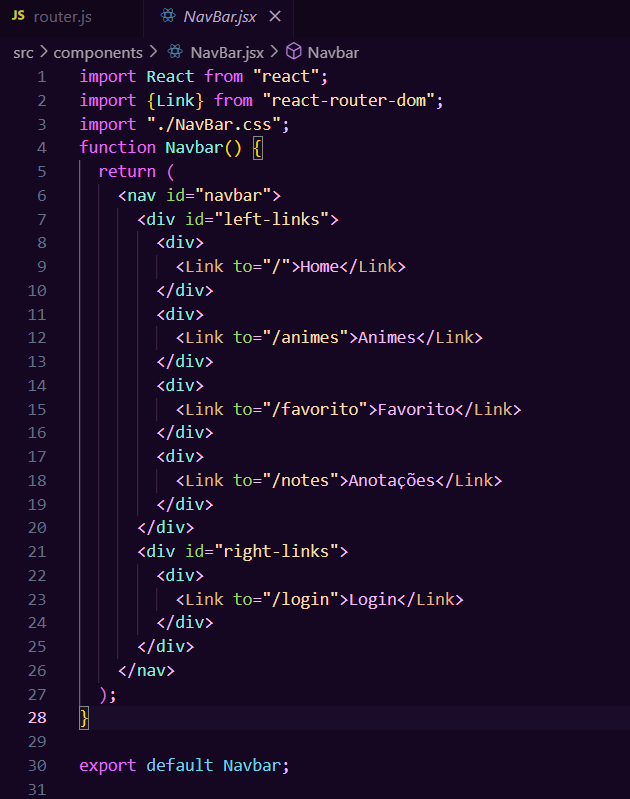 JS router.js NavBar.jsx ×
src > components > NavBar.jsx > Navbar
1 import React from "react";
2 import {Link} from "react-router-dom";
3 import "./NavBar.css";
4 function Navbar() {
5   return (
6     <nav id="navbar">
7       <div id="left-links">
8         <div>
9           <Link to="/">Home</Link>
10         </div>
11         <div>
12           <Link to="/animes">Animes</Link>
13         </div>
14         <div>
15           <Link to="/favorito">Favorito</Link>
16         </div>
17         <div>
18           <Link to="/notes">Anotações</Link>
19         </div>
20       </div>
21       <div id="right-links">
22         <div>
23           <Link to="/login">Login</Link>
24         </div>
25       </div>
26     </nav>
27   );
28 }
29
30 export default Navbar;
31